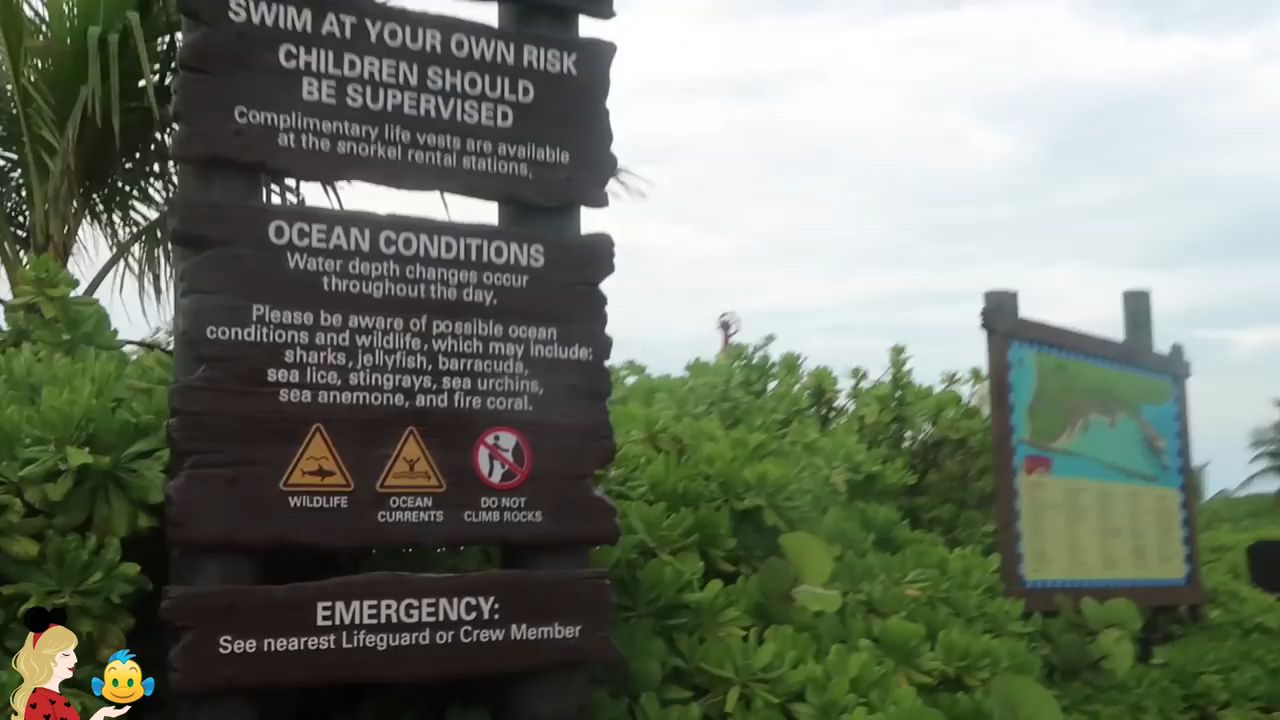 SWIM AT YOUR OWN RISK
CHILDREN SHOULD
BE SUPERVISED
Complimentary life vests are available
at the snorkel rental stations.
OCEAN CONDITIONS
Water depth changes occur
throughout the day.
Please be aware of possible ocean
conditions and wildlife, which may include:
sharks, jellyfish, barracuda,
sea lice, stingrays, sea urchins,
sea anemone, and fire coral.
WILDLIFE
OCEAN
CURRENTS
DO NOT
CLIMB ROCKS
EMERGENCY:
See nearest Lifeguard or Crew Member